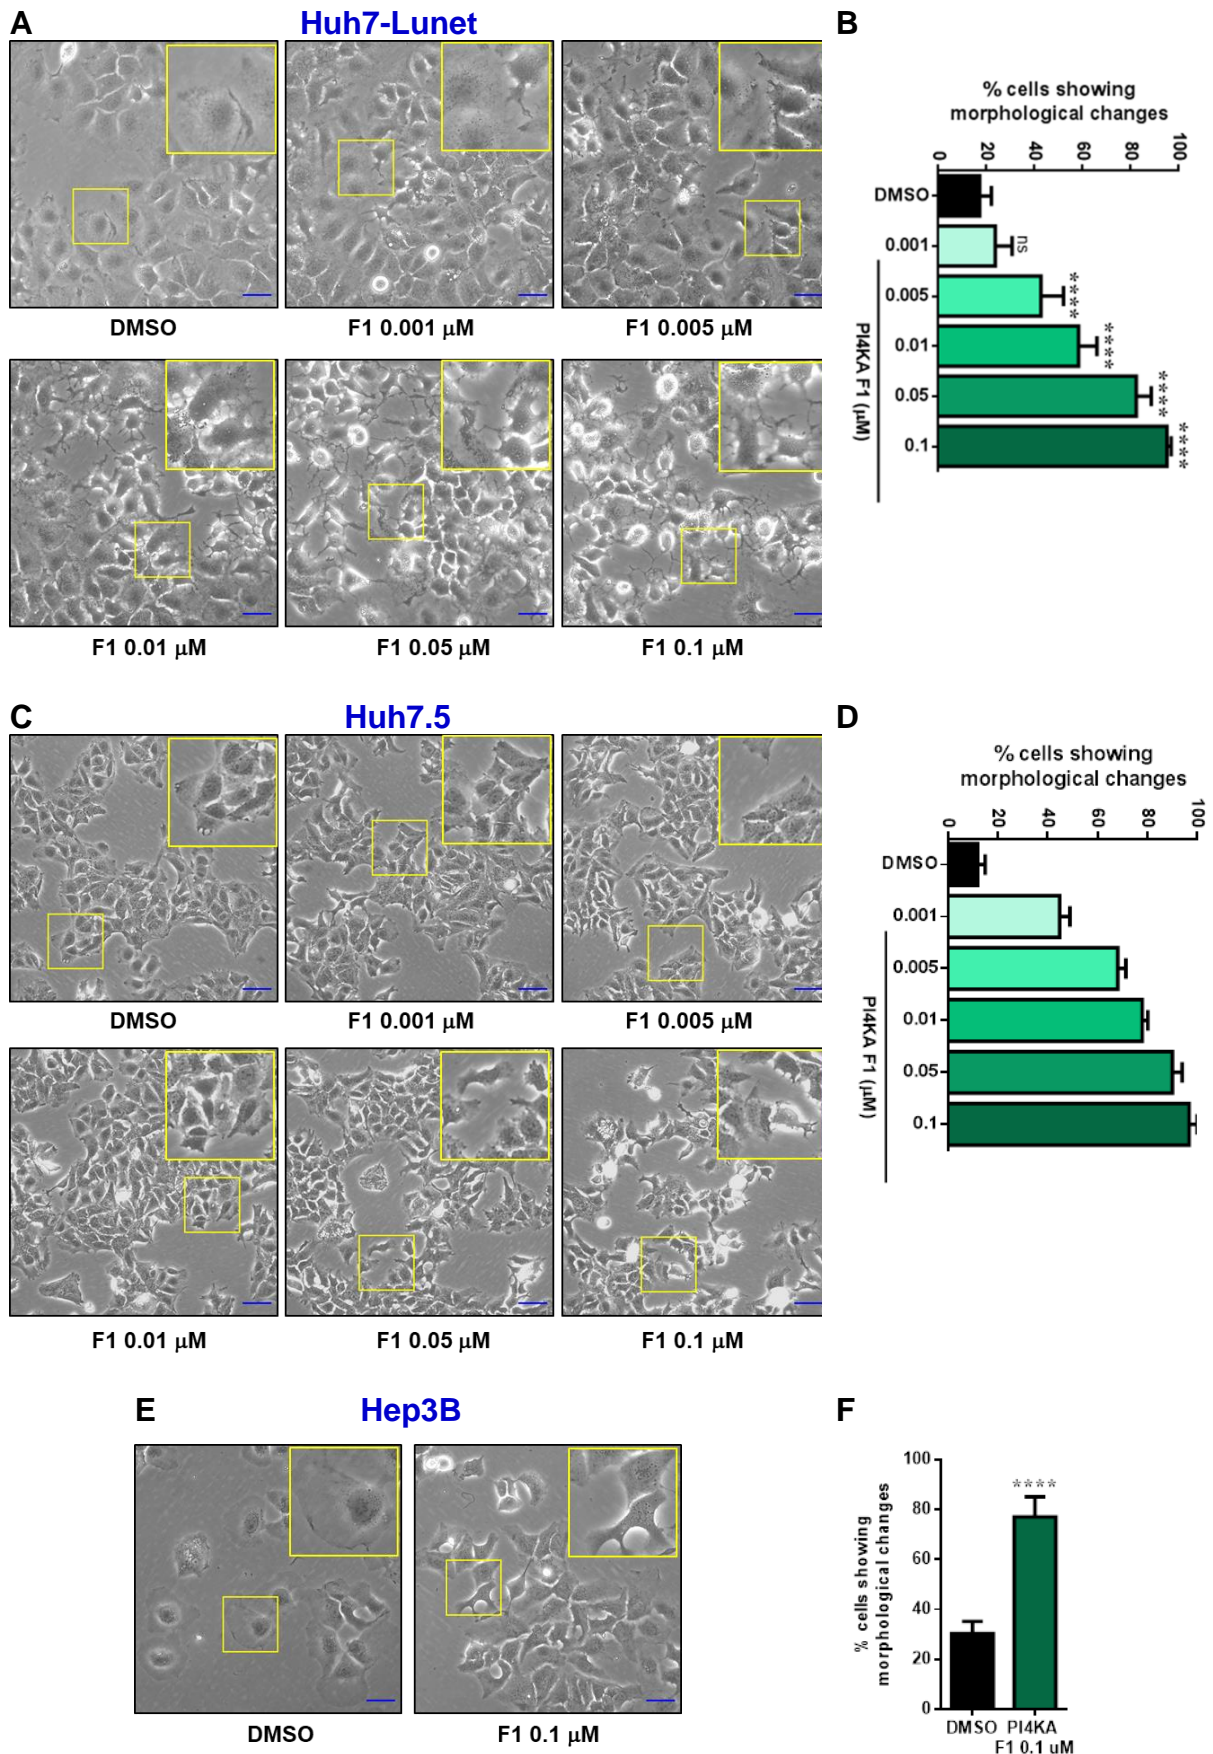 A
Huh7-Lunet
B
DMSO
F1 0.001 µM
F1 0.005 µM
F1 0.01 µM
F1 0.05 µM
F1 0.1 µM
% cells showing
morphological changes
0
20
40
60
80
100
DMSO
0.001
0.005
0.01
0.05
0.1
PI4KA F1 (µM)
ns
****
****
****
****
C
Huh7.5
D
DMSO
F1 0.001 µM
F1 0.005 µM
F1 0.01 µM
F1 0.05 µM
F1 0.1 µM
% cells showing
morphological changes
0
20
40
60
80
100
DMSO
0.001
0.005
0.01
0.05
0.1
PI4KA F1 (µM)
E
Hep3B
F
DMSO
F1 0.1 µM
% cells showing
morphological changes
100
80
60
40
20
0
****
DMSO
PI4KA
F1 0.1 uM